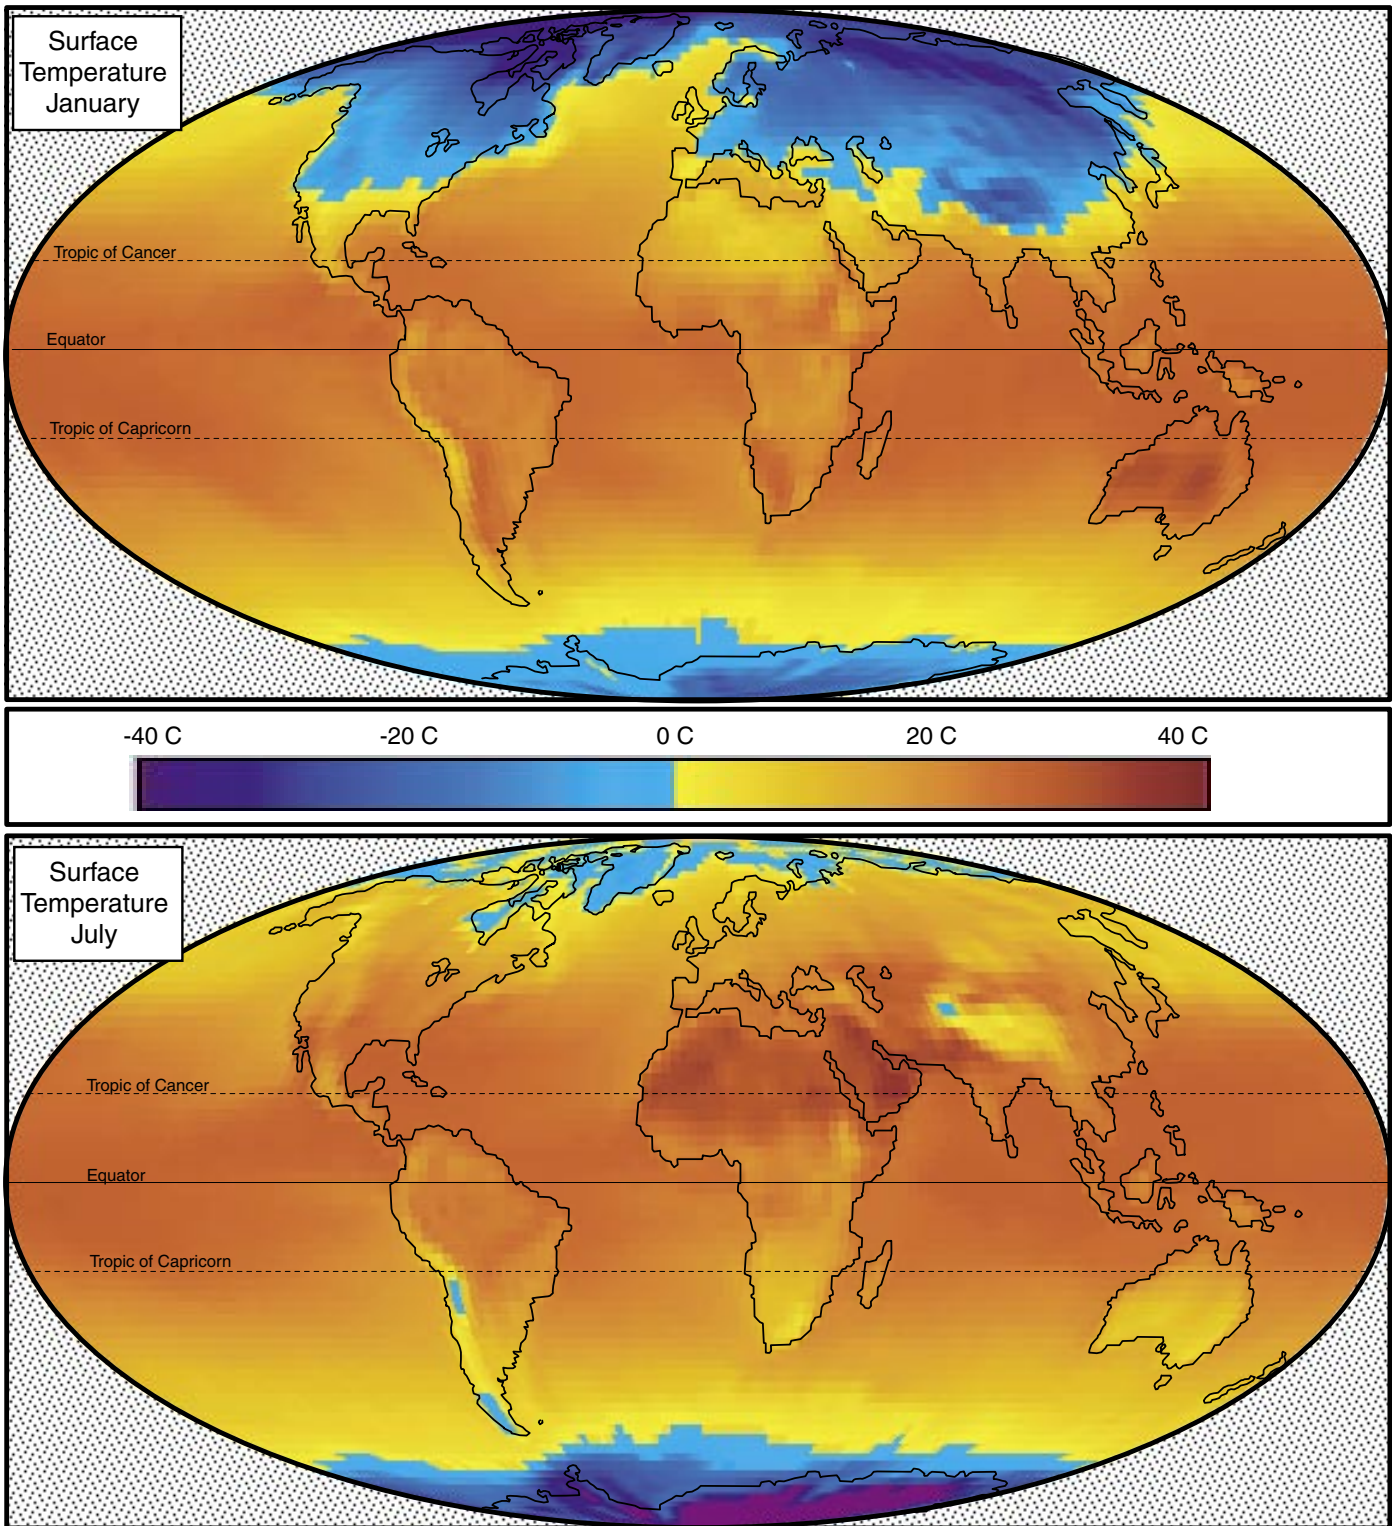 Surface
Temperature
January
Tropic of Cancer
Equator
Tropic of Capricorn
-40 C -20 C 0 C 20 C 40 C
Surface
Temperature
July
Tropic of Cancer
Equator
Tropic of Capricorn